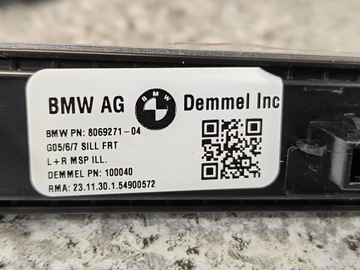 BMW AG BMW Demmel Inc
BMW PN: 8069271-04
G05/6/7 SILL FRT
L+R MSP ILL.
DEMMEL PN: 100040
RMA: 23.11.30.1.54900572